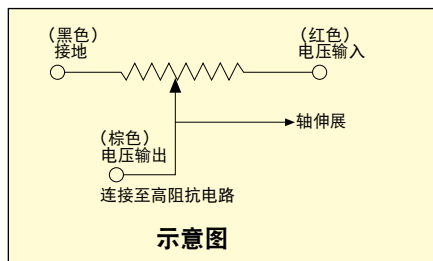 （黑色）
接地
（红色）
电压输入
轴伸展
（棕色）
电压输出
连接至高阻抗电路
示意图